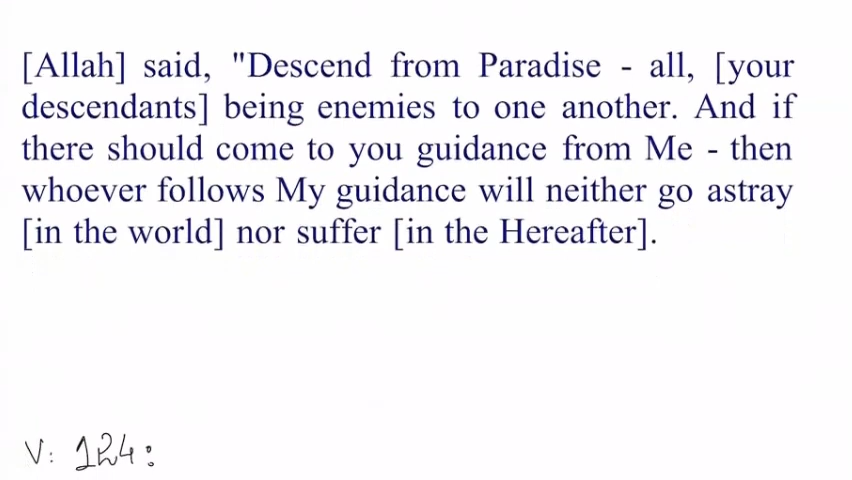 [Allah] said, "Descend from Paradise - all, [your
descendants] being enemies to one another. And if
there should come to you guidance from Me - then
whoever follows My guidance will neither go astray
[in the world] nor suffer [in the Hereafter].
V: 124: